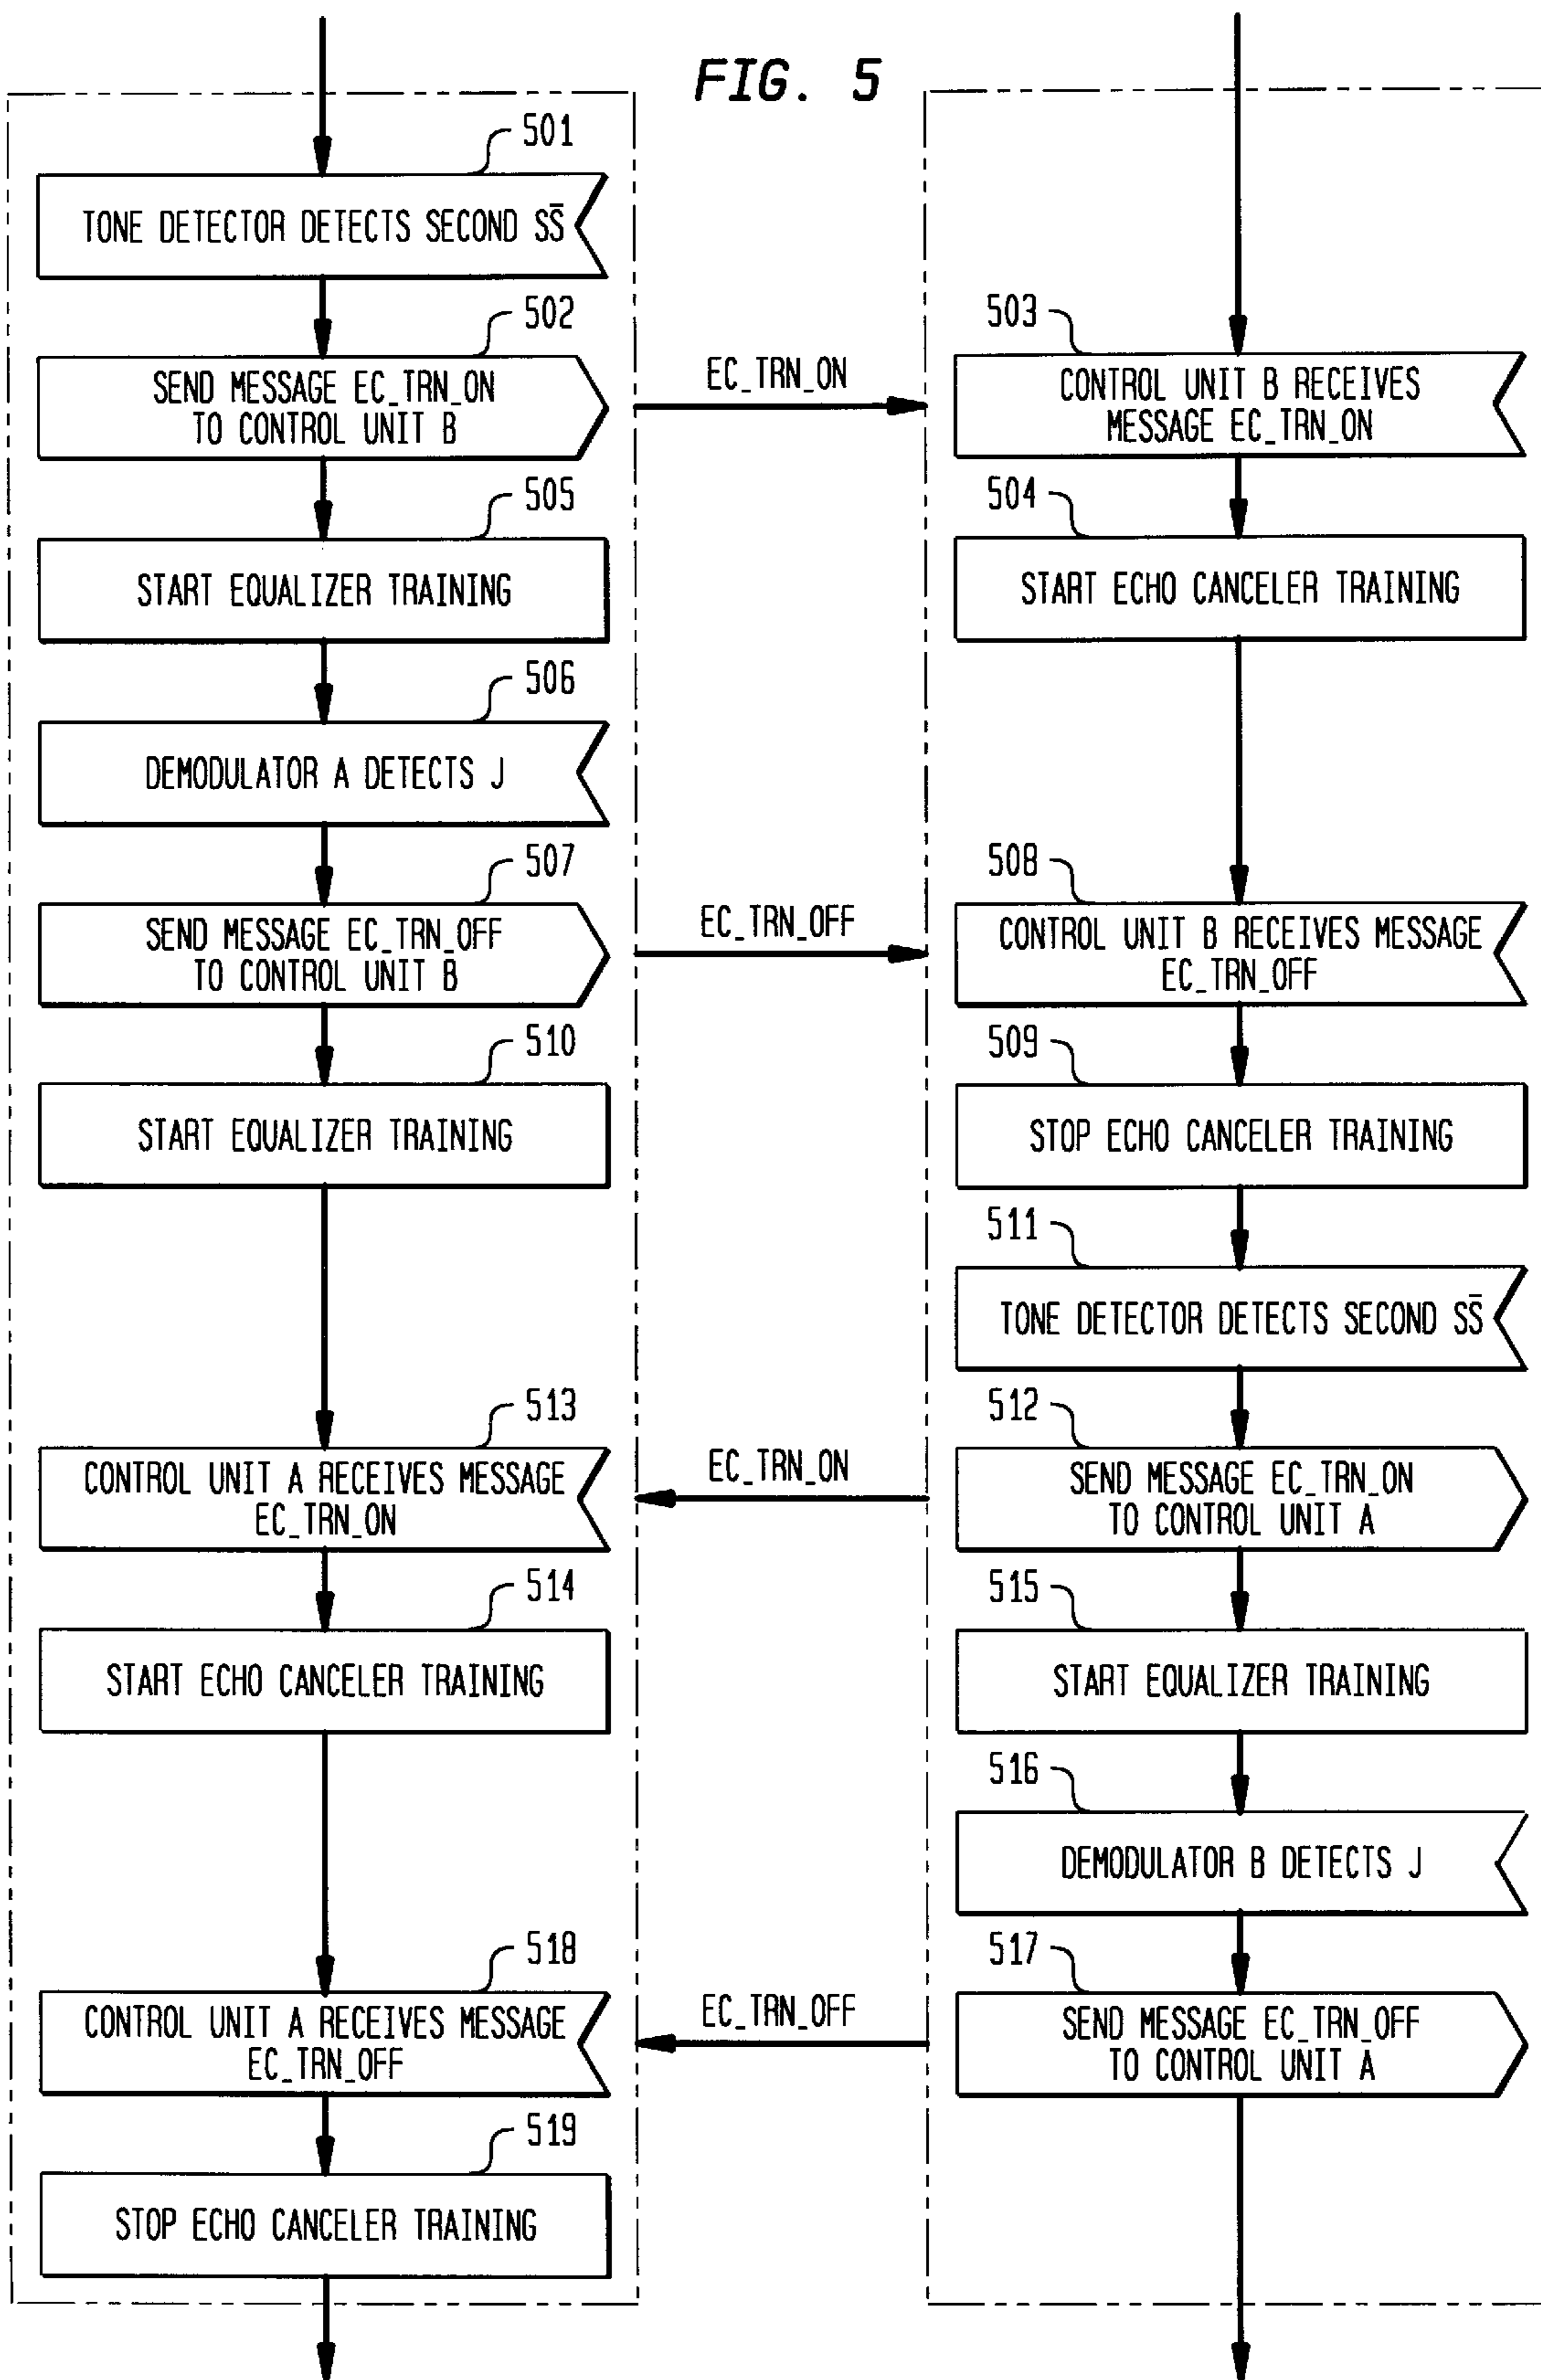 FIG. 5
501
TONE DETECTOR DETECTS SECOND SS̄
502
SEND MESSAGE EC_TRN_ON
TO CONTROL UNIT B
EC_TRN_ON
503
CONTROL UNIT B RECEIVES
MESSAGE EC_TRN_ON
505
START EQUALIZER TRAINING
504
START ECHO CANCELER TRAINING
506
DEMODULATOR A DETECTS J
507
SEND MESSAGE EC_TRN_OFF
TO CONTROL UNIT B
EC_TRN_OFF
508
CONTROL UNIT B RECEIVES MESSAGE
EC_TRN_OFF
510
START EQUALIZER TRAINING
509
STOP ECHO CANCELER TRAINING
511
TONE DETECTOR DETECTS SECOND SS̄
513
CONTROL UNIT A RECEIVES MESSAGE
EC_TRN_ON
EC_TRN_ON
512
SEND MESSAGE EC_TRN_ON
TO CONTROL UNIT A
514
START ECHO CANCELER TRAINING
515
START EQUALIZER TRAINING
516
DEMODULATOR B DETECTS J
518
CONTROL UNIT A RECEIVES MESSAGE
EC_TRN_OFF
EC_TRN_OFF
517
SEND MESSAGE EC_TRN_OFF
TO CONTROL UNIT A
519
STOP ECHO CANCELER TRAINING